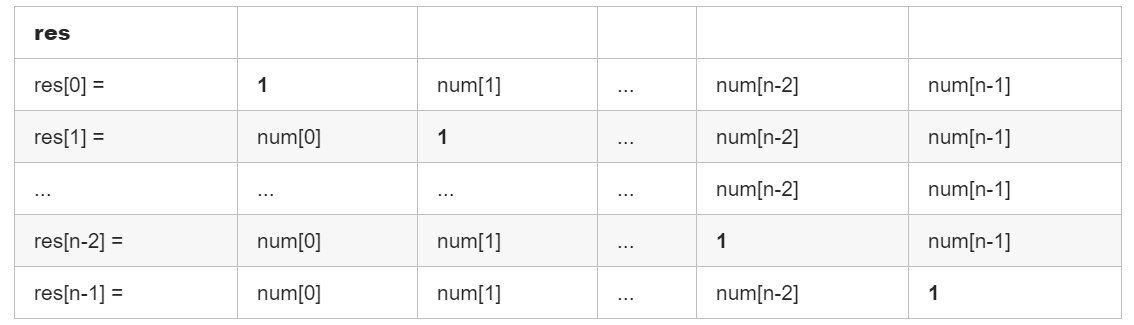 res
res[0] = 1 num[1] ... num[n-2] num[n-1]
res[1] = num[0] 1 ... num[n-2] num[n-1]
... ... ... ... num[n-2] num[n-1]
res[n-2] = num[0] num[1] ... 1 num[n-1]
res[n-1] = num[0] num[1] ... num[n-2] 1